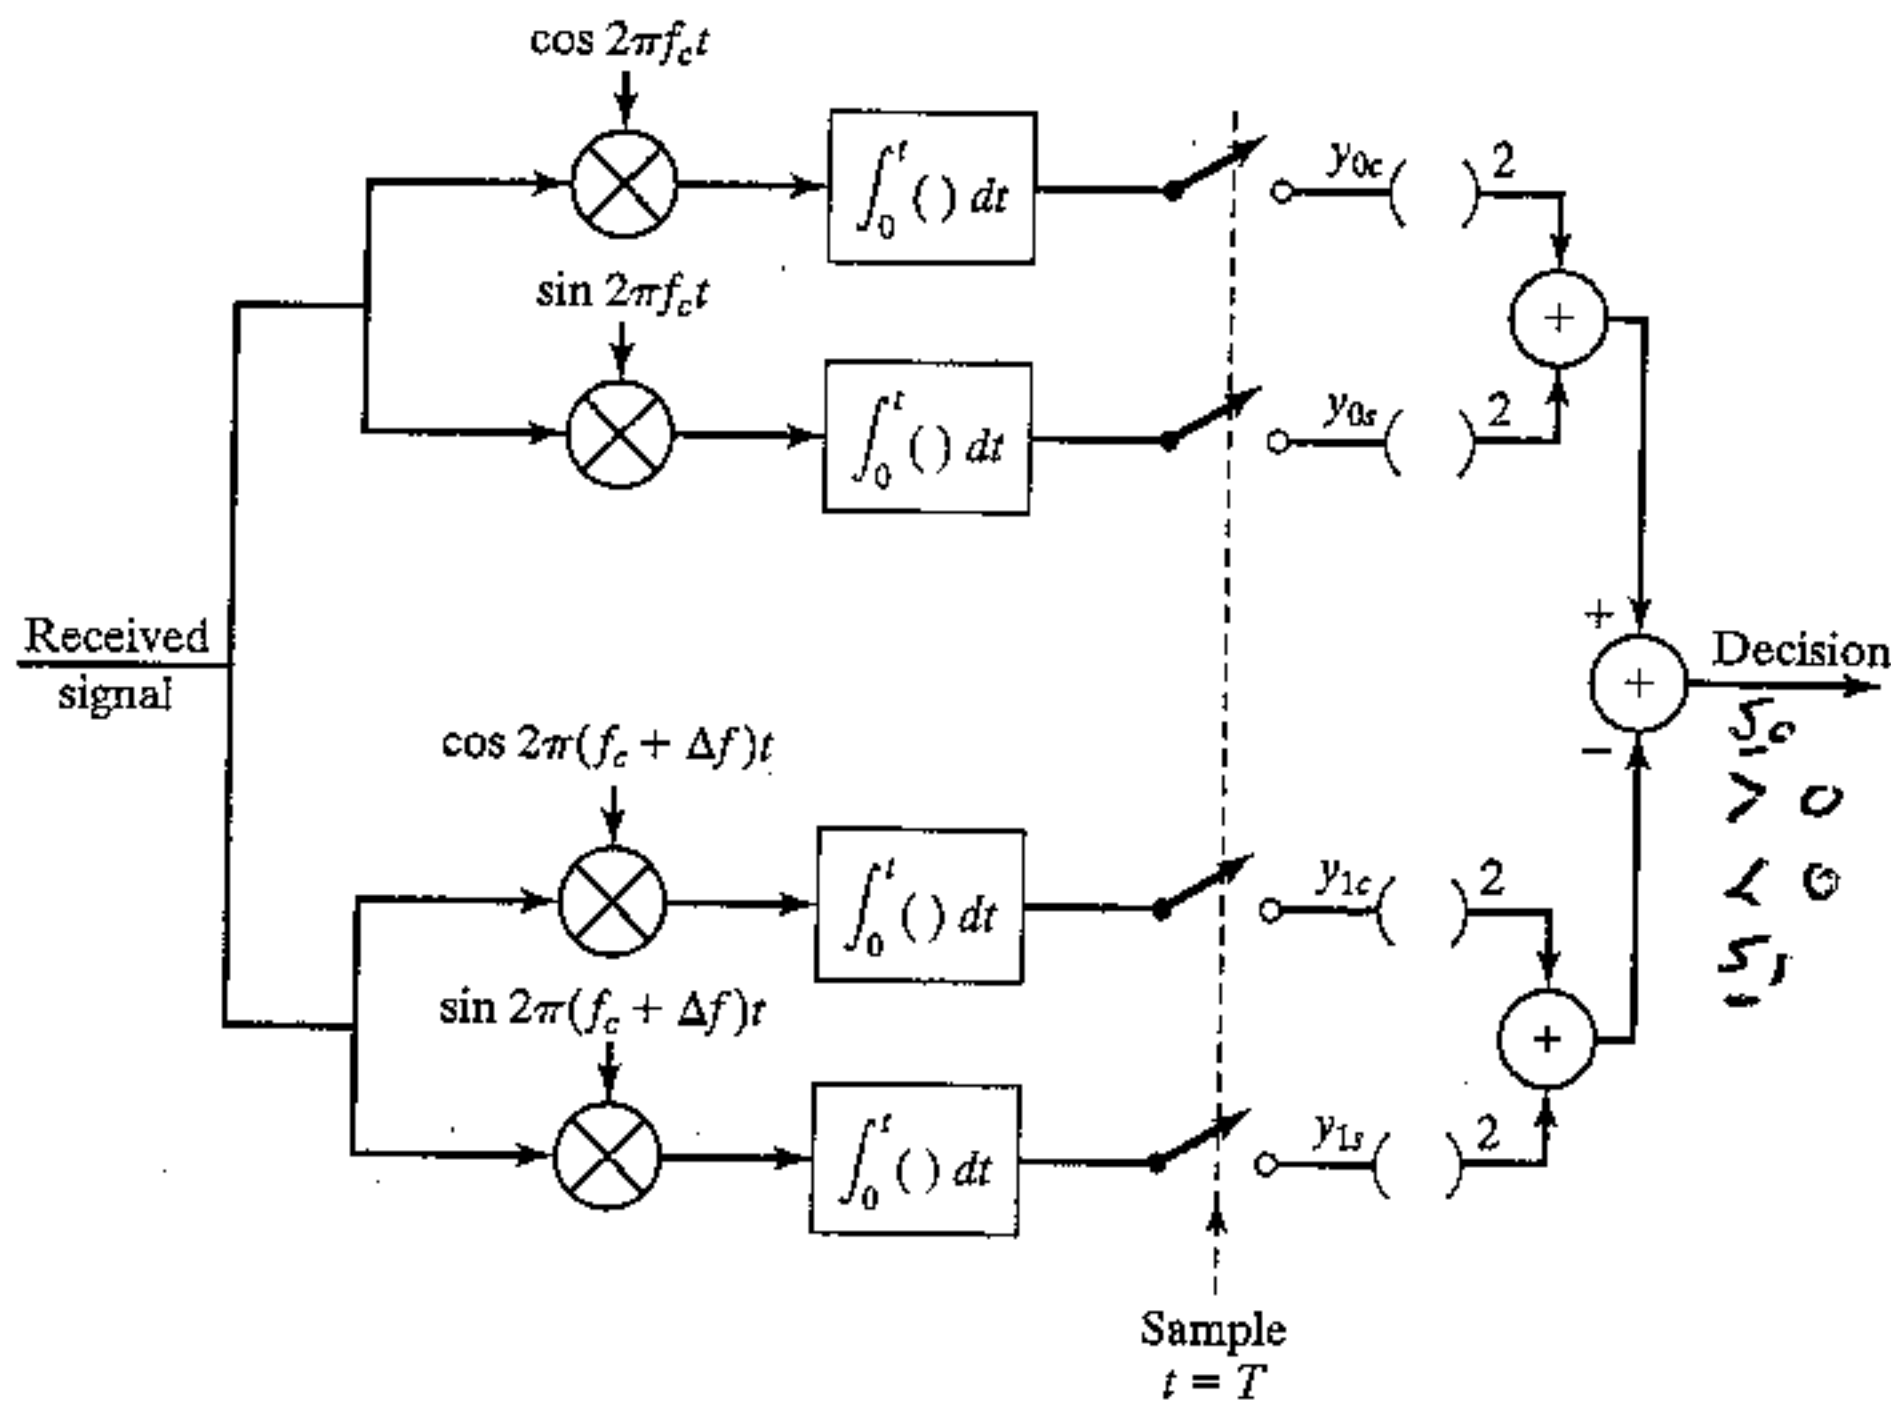 cos 2πf_c t
∫_0^t ( ) dt
y_0c ( )^2
sin 2πf_c t
+
∫_0^t ( ) dt
y_0s ( )^2
Received
signal
+
+
−
Decision
s_0
> 0
< 0
s_1
cos 2π(f_c + Δf)t
∫_0^t ( ) dt
y_1c ( )^2
sin 2π(f_c + Δf)t
+
∫_0^t ( ) dt
y_1s ( )^2
Sample
t = T